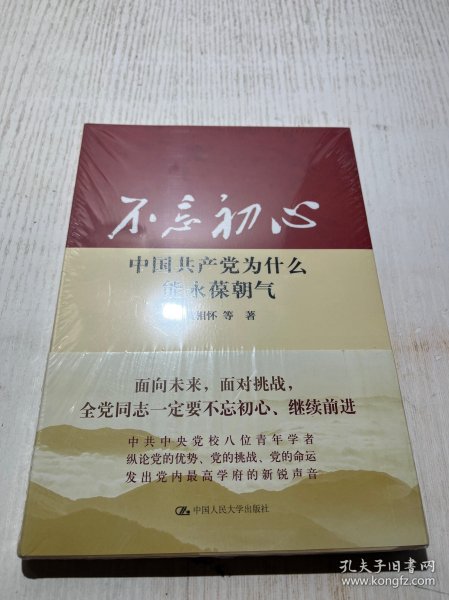 不忘初心
中国共产党为什么
能永葆朝气
相怀 等 著
面向未来，面对挑战，
全党同志一定要不忘初心、继续前进
中共中央党校八位青年学者
纵论党的优势、党的挑战、党的命运
发出党内最高学府的新锐声音
中国人民大学出版社
孔夫子旧书网
www.kongfz.com